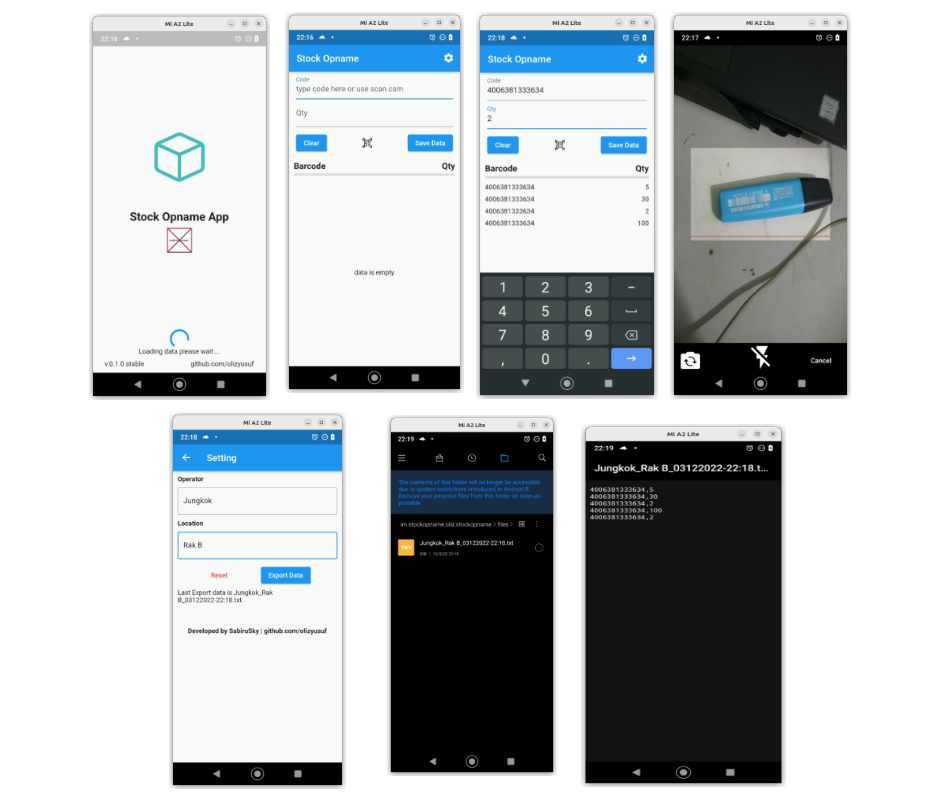 Mi A2 Lite
22:16
Stock Opname App
Loading data please wait....
v.0.1.0 stable
github.com/olizyusuf
Mi A2 Lite
22:16
Stock Opname
Code
type code here or use scan cam
Qty
Clear
Save Data
Barcode
Qty
data is empty
Mi A2 Lite
22:18
Stock Opname
Code
4006381333634
Qty
2
Clear
Save Data
Barcode
Qty
4006381333634 5
4006381333634 30
4006381333634 2
4006381333634 100
1 2 3 –
4 5 6
7 8 9
, 0 .
Mi A2 Lite
22:17
Cancel
Mi A2 Lite
22:18
Setting
Operator
Jungkok
Location
Rak B
Reset
Export Data
Last Export data is Jungkok_Rak
B_03122022-22:18.txt
Developed by SabiruSky | github.com/olizyusuf
Mi A2 Lite
22:19
The contents of this folder will no longer be accessible
due to system restrictions introduced in Android R.
Remove your personal files from this folder as soon as
possible.
om.stockopname.oliz.stockopname > files >
TXT
Jungkok_Rak B_03122022-22:18.txt
Mi A2 Lite
22:19
Jungkok_Rak B_03122022-22:18.t...
4006381333634,5
4006381333634,30
4006381333634,2
4006381333634,100
4006381333634,2